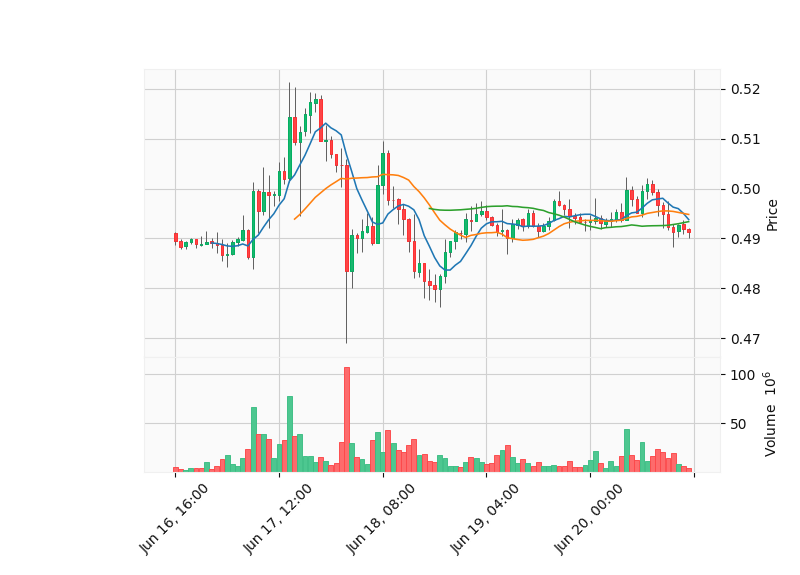 0.52
0.51
0.50
0.49
0.48
0.47
Price
100
50
Volume 10^6
Jun 16, 16:00
Jun 17, 12:00
Jun 18, 08:00
Jun 19, 04:00
Jun 20, 00:00